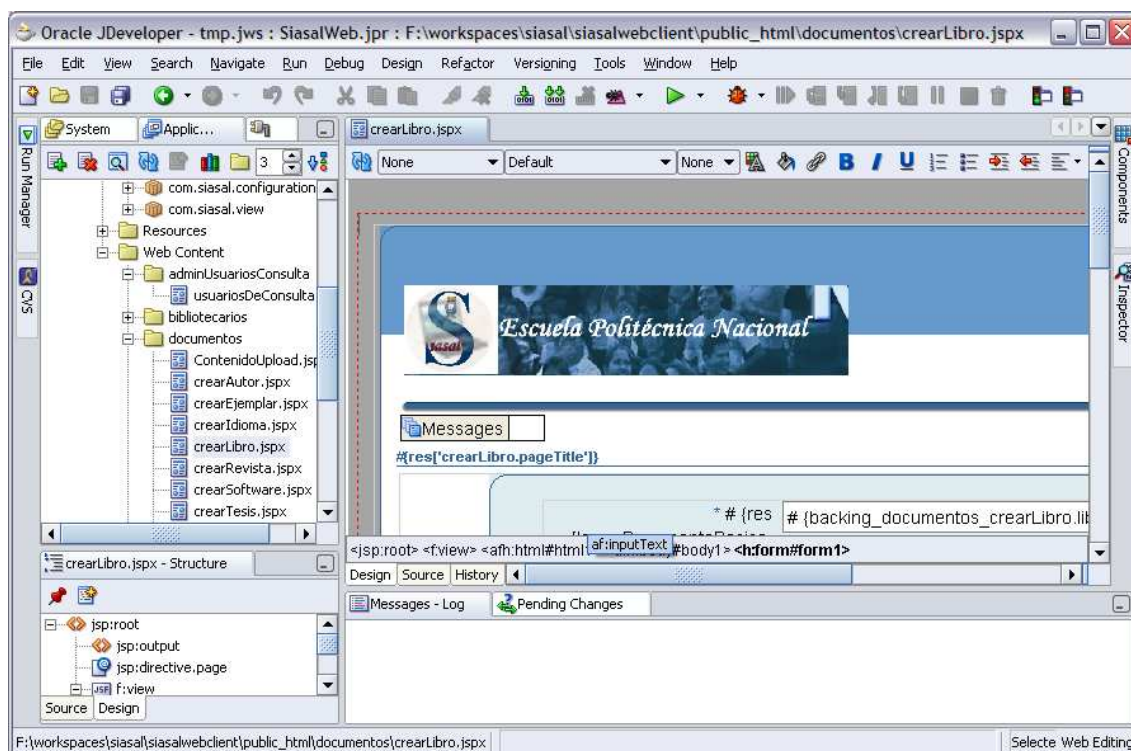 Oracle JDeveloper - tmp.jws : SiasalWeb.jpr : F:\workspaces\siasal\siasalwebclient\public_html\documentos\crearLibro.jspx
File Edit View Search Navigate Run Debug Design Refactor Versioning Tools Window Help
System Applic...
crearLibro.jspx
3
None Default None B I U
Run Manager
CVS
Components
Inspector
com.siasal.configuration
com.siasal.view
Resources
Web Content
adminUsuariosConsulta
usuariosDeConsulta
bibliotecarios
documentos
ContenidoUpload.jsp
crearAutor.jspx
crearEjemplar.jspx
crearIdioma.jspx
crearLibro.jspx
crearRevista.jspx
crearSoftware.jspx
crearTesis.jspx
S
siasal
Escuela Politécnica Nacional
Messages
#{res['crearLibro.pageTitle']}
* # {res # {backing_documentos_crearLibro.lib
af:inputText
<jsp:root> <f:view> <afh:html#html #body1> <h:form#form1>
Design Source History
crearLibro.jspx - Structure
jsp:root
jsp:output
jsp:directive.page
JSF f:view
Source Design
Messages - Log Pending Changes
F:\workspaces\siasal\siasalwebclient\public_html\documentos\crearLibro.jspx Selecte Web Editing